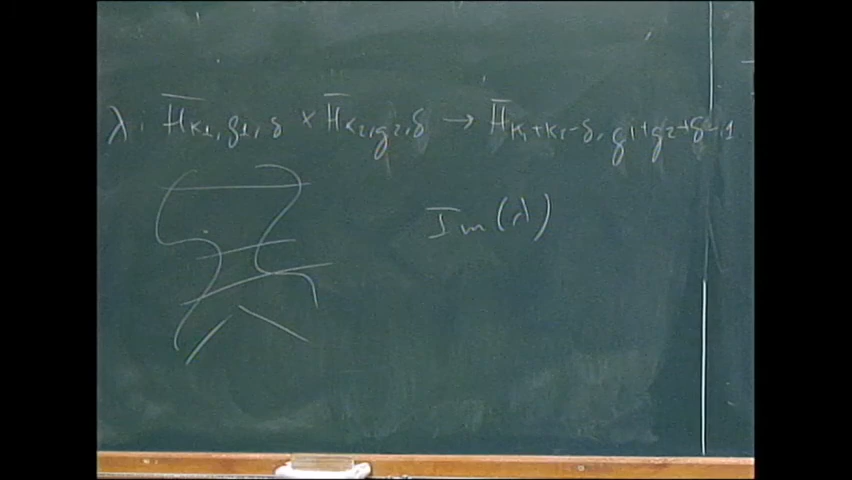 λ : H̅_{K1,g1,δ} × H̅_{K2,g2,δ} → H̅_{K1+K2-δ, g1+g2+δ-1}
Im(λ)